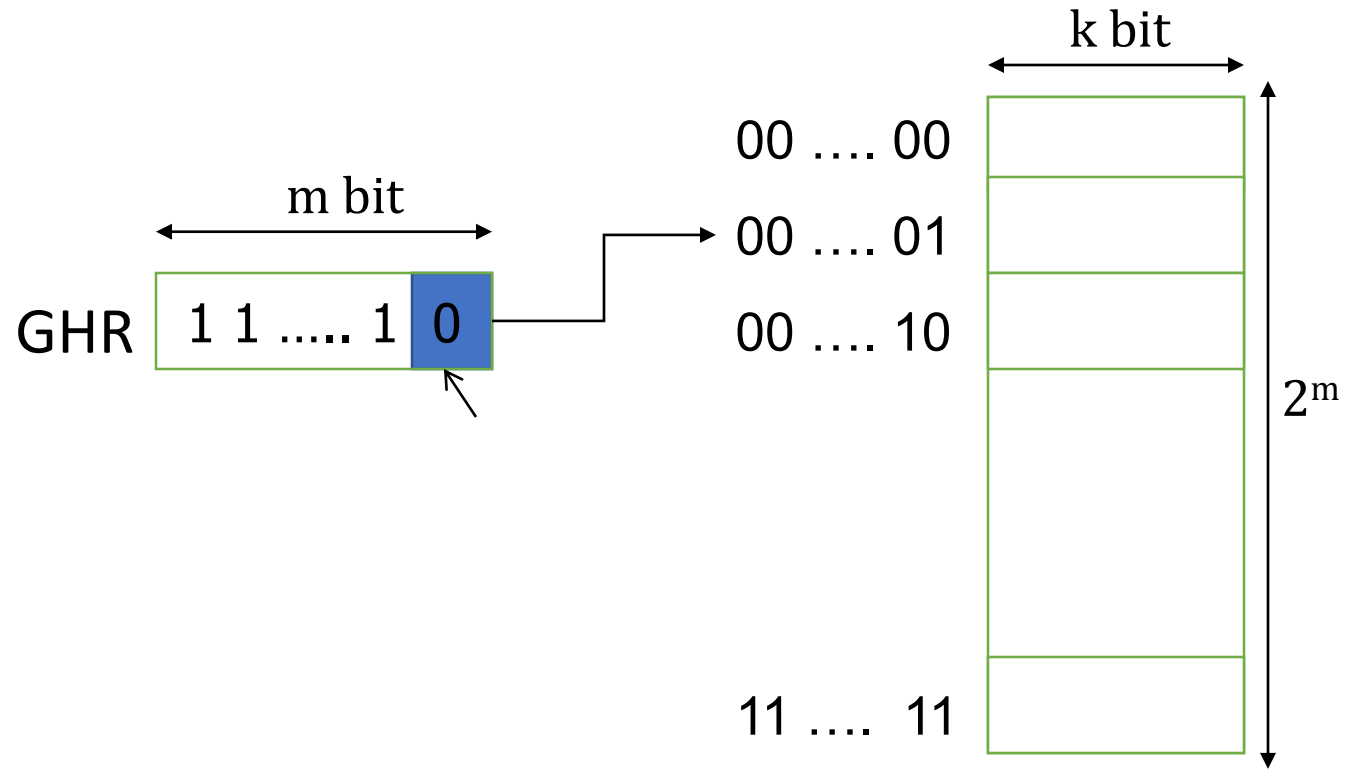 k bit
00 …. 00
m bit
00 …. 01
GHR 1 1 ….. 1 0
00 …. 10
2ᵐ
11 …. 11